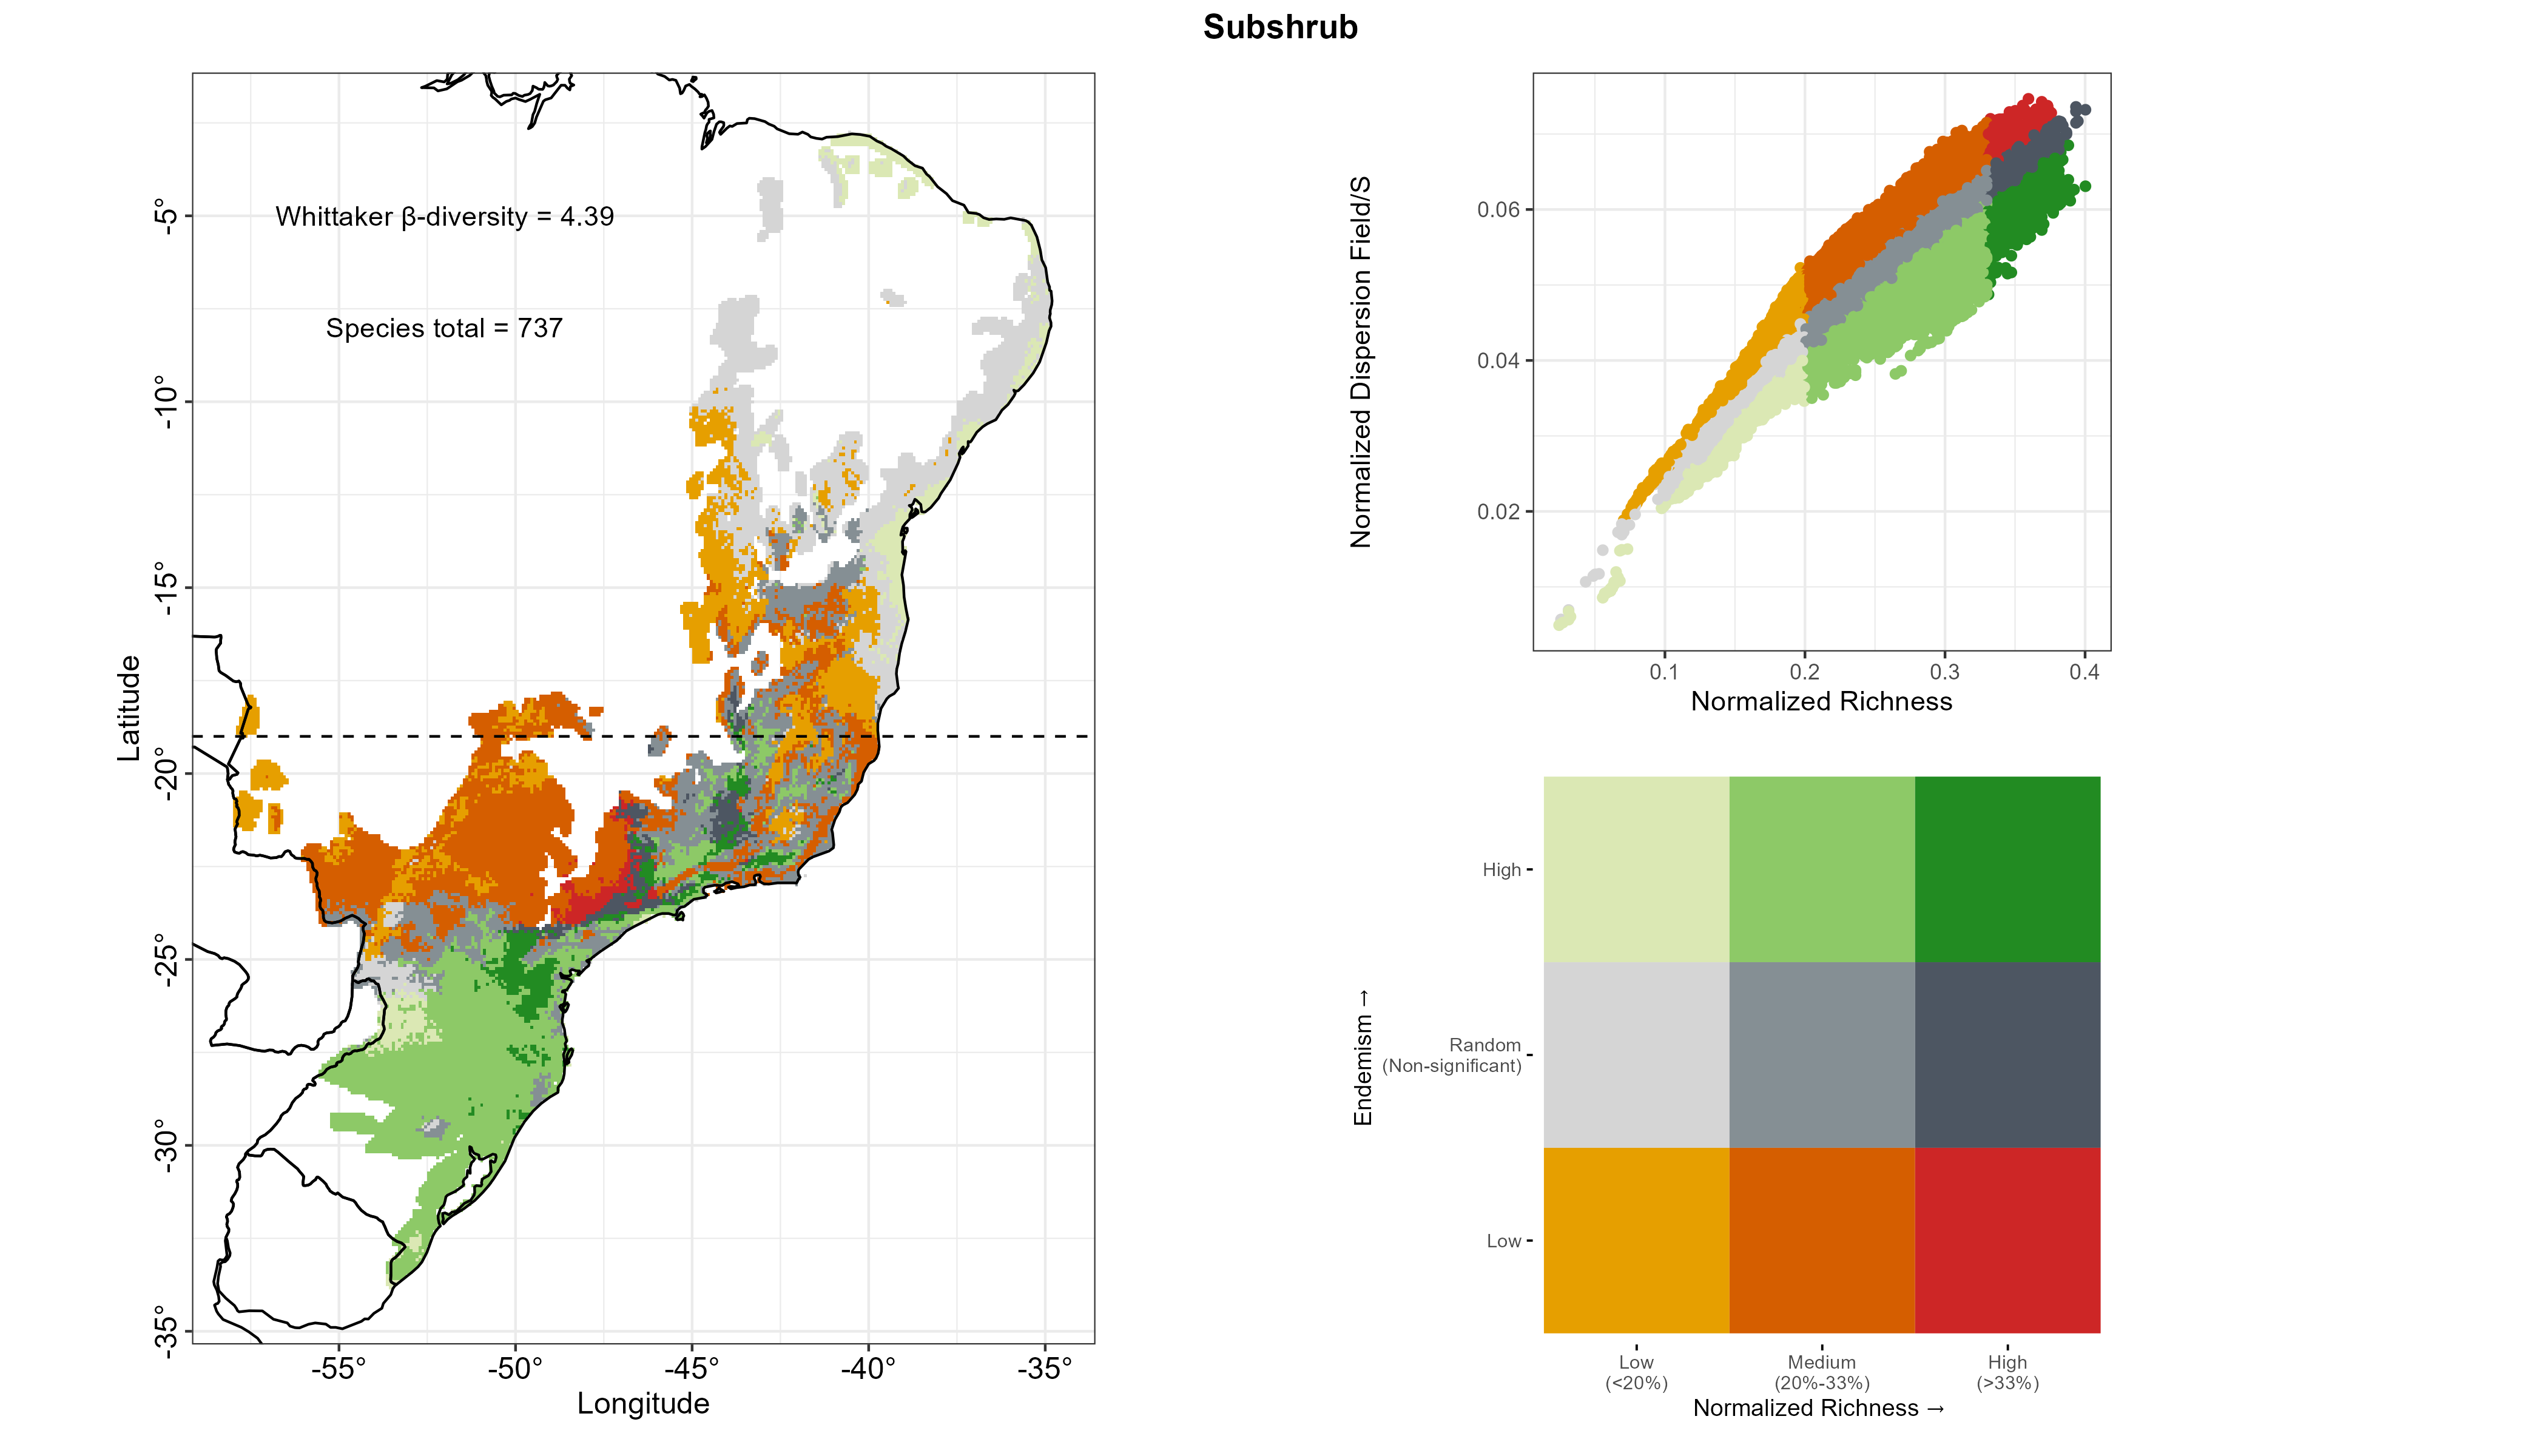 Subshrub
Whittaker β-diversity = 4.39
Species total = 737
-5°
-10°
-15°
-20°
-25°
-30°
-35°
Latitude
-55°
-50°
-45°
-40°
-35°
Longitude
Normalized Dispersion Field/S
0.06
0.04
0.02
0.1
0.2
0.3
0.4
Normalized Richness
Endemism →
High
Random
(Non-significant)
Low
Low
(<20%)
Medium
(20%-33%)
High
(>33%)
Normalized Richness →